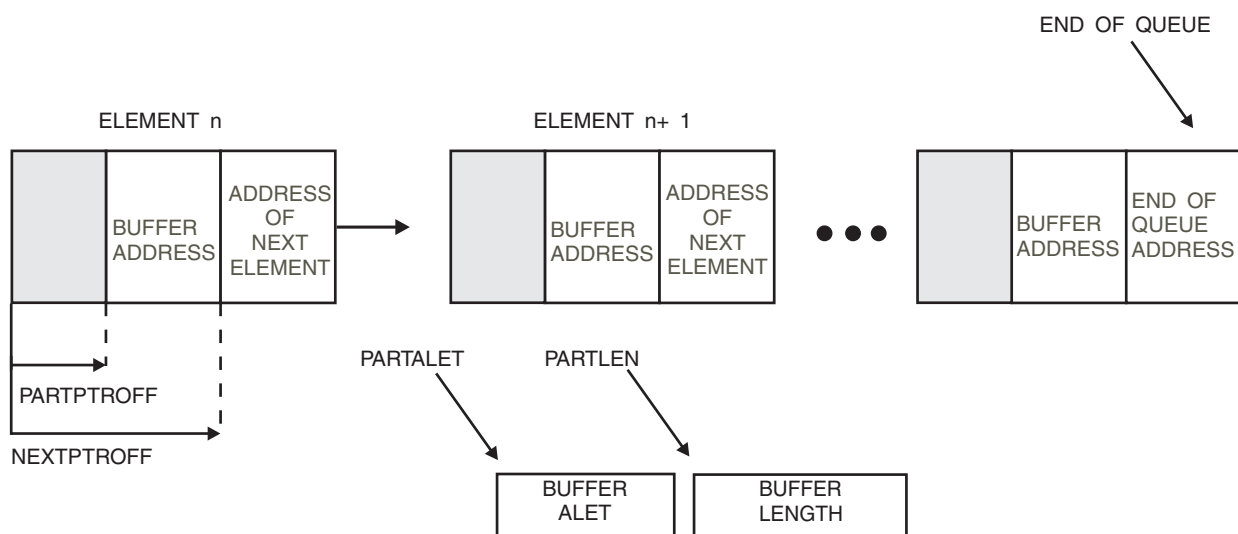 END OF QUEUE
ELEMENT n
ELEMENT n+ 1
BUFFER
ADDRESS
ADDRESS
OF
NEXT
ELEMENT
BUFFER
ADDRESS
ADDRESS
OF
NEXT
ELEMENT
BUFFER
ADDRESS
END OF
QUEUE
ADDRESS
PARTPTROFF
NEXTPTROFF
PARTALET
PARTLEN
BUFFER
ALET
BUFFER
LENGTH